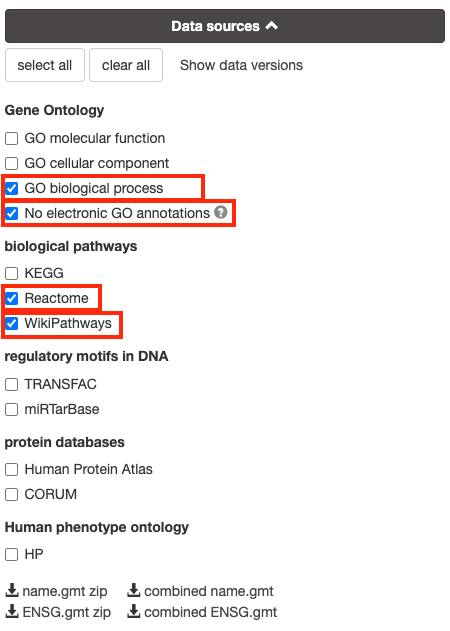 Data sources
select all clear all Show data versions
Gene Ontology
GO molecular function
GO cellular component
GO biological process
No electronic GO annotations ?
biological pathways
KEGG
Reactome
WikiPathways
regulatory motifs in DNA
TRANSFAC
miRTarBase
protein databases
Human Protein Atlas
CORUM
Human phenotype ontology
HP
name.gmt zip combined name.gmt
ENSG.gmt zip combined ENSG.gmt